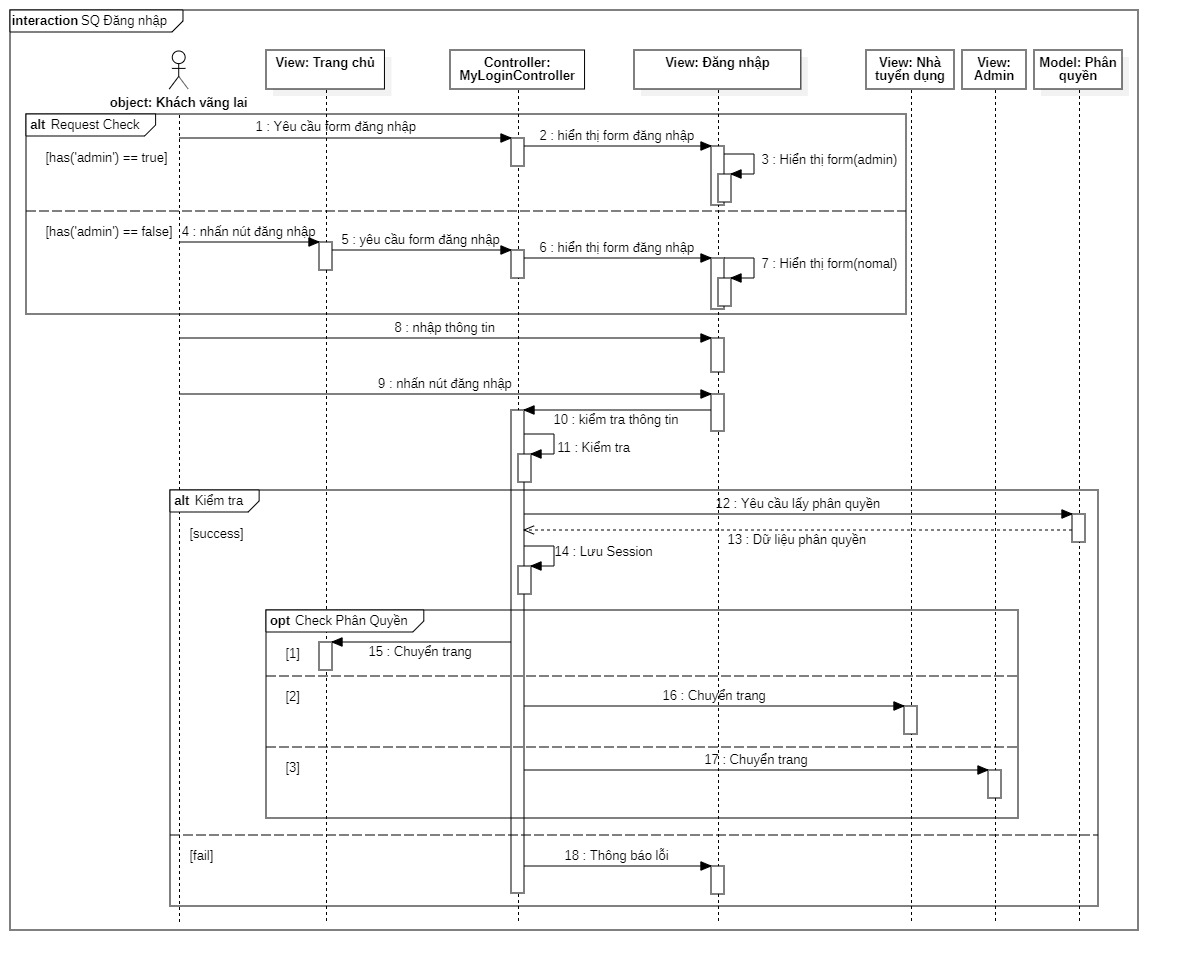 interaction SQ Đăng nhập
object: Khách vãng lai
View: Trang chủ
Controller:
MyLoginController
View: Đăng nhập
View: Nhà
tuyển dụng
View:
Admin
Model: Phân
quyền
alt Request Check
1 : Yêu cầu form đăng nhập
2 : hiển thị form đăng nhập
[has('admin') == true]
3 : Hiển thị form(admin)
[has('admin') == false]
4 : nhấn nút đăng nhập
5 : yêu cầu form đăng nhập
6 : hiển thị form đăng nhập
7 : Hiển thị form(nomal)
8 : nhập thông tin
9 : nhấn nút đăng nhập
10 : kiểm tra thông tin
11 : Kiểm tra
alt Kiểm tra
12 : Yêu cầu lấy phân quyền
[success]
13 : Dữ liệu phân quyền
14 : Lưu Session
opt Check Phân Quyền
[1]
15 : Chuyển trang
[2]
16 : Chuyển trang
[3]
17 : Chuyển trang
[fail]
18 : Thông báo lỗi